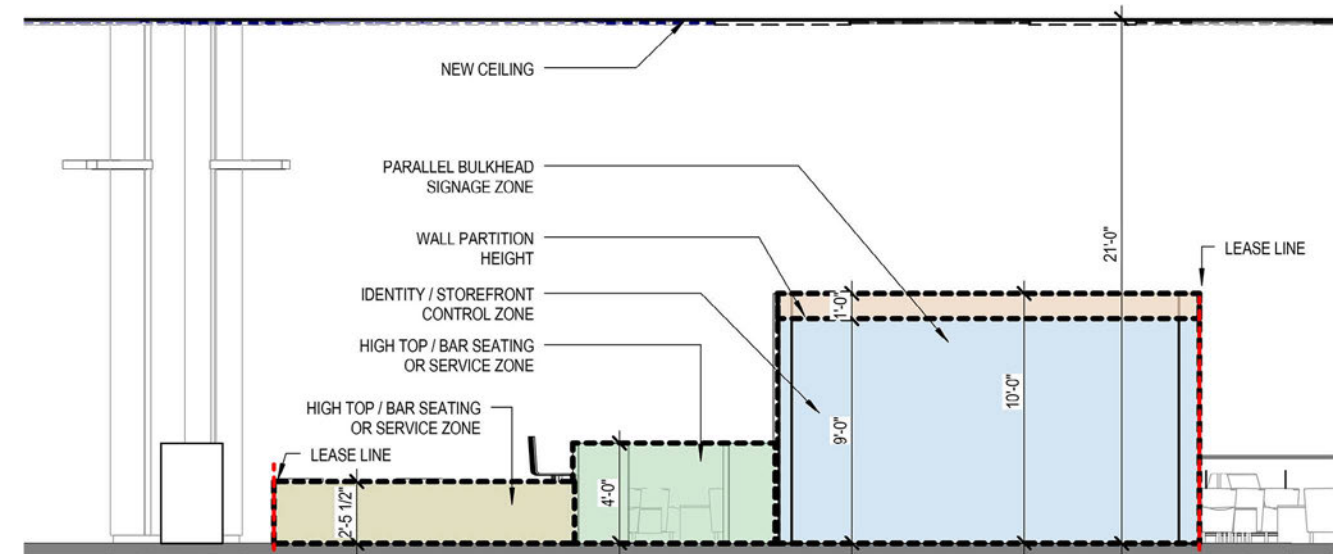 NEW CEILING
PARALLEL BULKHEAD
SIGNAGE ZONE
WALL PARTITION
HEIGHT
IDENTITY / STOREFRONT
CONTROL ZONE
HIGH TOP / BAR SEATING
OR SERVICE ZONE
HIGH TOP / BAR SEATING
OR SERVICE ZONE
LEASE LINE
2'-5 1/2"
4'-0"
1'-0"
9'-0"
10'-0"
21'-0"
LEASE LINE